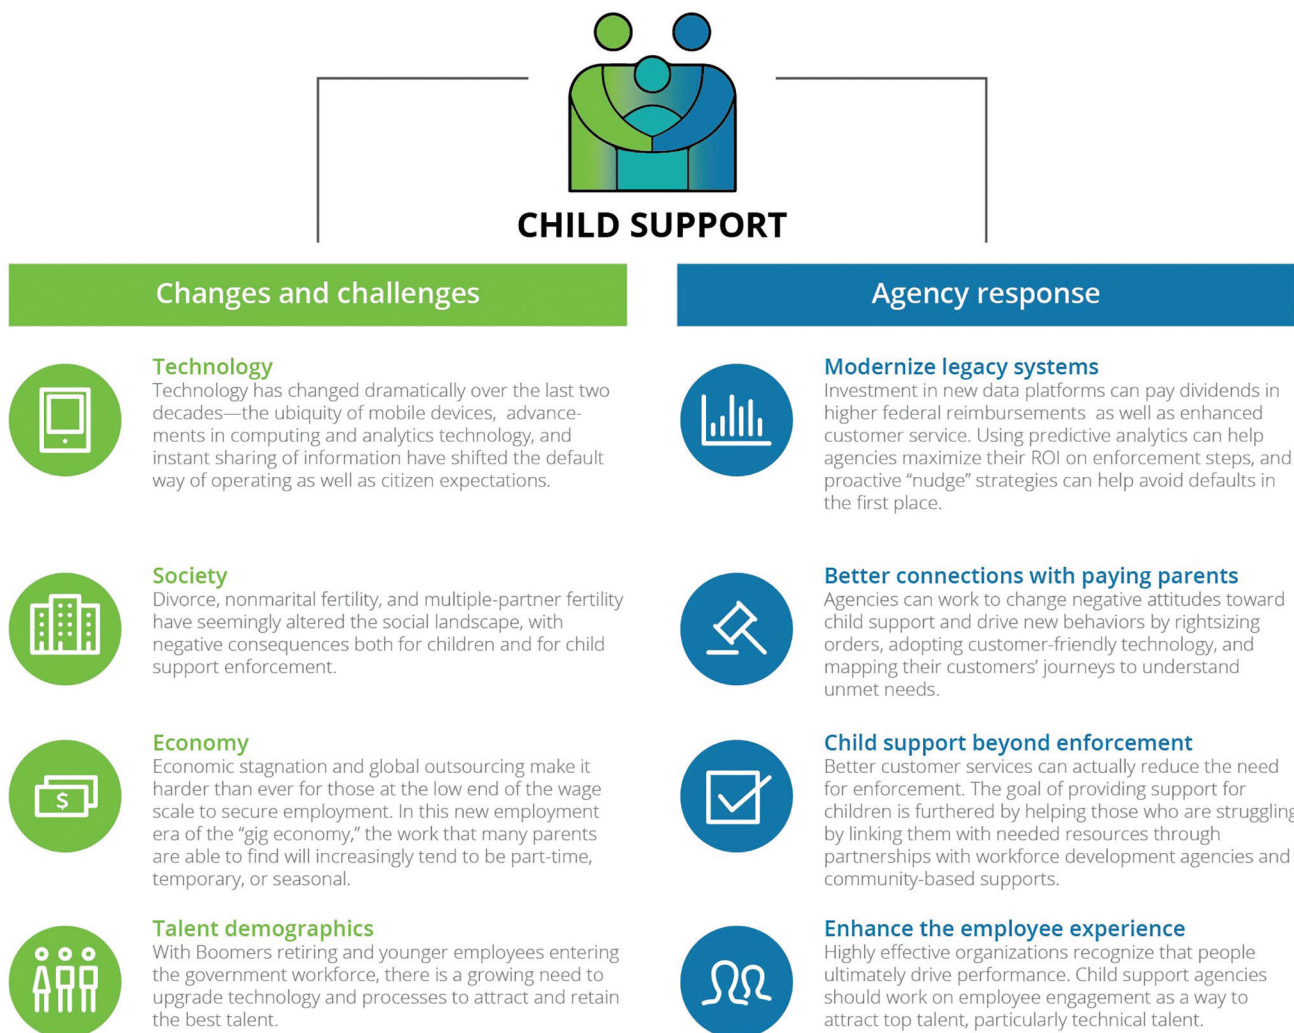 CHILD SUPPORT
Changes and challenges
Technology
Technology has changed dramatically over the last two
decades—the ubiquity of mobile devices, advance-
ments in computing and analytics technology, and
instant sharing of information have shifted the default
way of operating as well as citizen expectations.
Society
Divorce, nonmarital fertility, and multiple-partner fertility
have seemingly altered the social landscape, with
negative consequences both for children and for child
support enforcement.
Economy
Economic stagnation and global outsourcing make it
harder than ever for those at the low end of the wage
scale to secure employment. In this new employment
era of the “gig economy,” the work that many parents
are able to find will increasingly tend to be part-time,
temporary, or seasonal.
$
Talent demographics
With Boomers retiring and younger employees entering
the government workforce, there is a growing need to
upgrade technology and processes to attract and retain
the best talent.
Agency response
Modernize legacy systems
Investment in new data platforms can pay dividends in
higher federal reimbursements as well as enhanced
customer service. Using predictive analytics can help
agencies maximize their ROI on enforcement steps, and
proactive “nudge” strategies can help avoid defaults in
the first place.
Better connections with paying parents
Agencies can work to change negative attitudes toward
child support and drive new behaviors by rightsizing
orders, adopting customer-friendly technology, and
mapping their customers’ journeys to understand
unmet needs.
Child support beyond enforcement
Better customer services can actually reduce the need
for enforcement. The goal of providing support for
children is furthered by helping those who are struggling
by linking them with needed resources through
partnerships with workforce development agencies and
community-based supports.
Enhance the employee experience
Highly effective organizations recognize that people
ultimately drive performance. Child support agencies
should work on employee engagement as a way to
attract top talent, particularly technical talent.